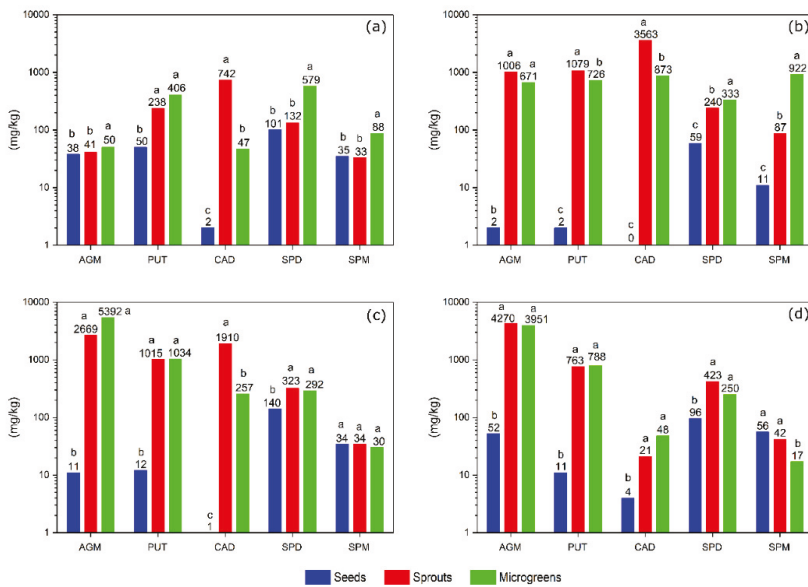 (a)
10000
1000
100
10
1
(mg/kg)
b 38 b 41 a 50
b 50 a 238 a 406
c 2 a 742 b 47
b 101 b 132 a 579
b 35 b 33 a 88
AGM PUT CAD SPD SPM
(b)
10000
1000
100
10
1
(mg/kg)
b 2 a 1006 a 671
c 2 a 1079 b 726
c 0 a 3563 b 873
c 59 b 240 a 333
c 11 b 87 a 922
AGM PUT CAD SPD SPM
(c)
10000
1000
100
10
1
(mg/kg)
b 11 a 2669 5392 a
b 12 a 1015 a 1034
c 1 a 1910 b 257
b 140 a 323 a 292
a 34 a 34 a 30
AGM PUT CAD SPD SPM
(d)
10000
1000
100
10
1
(mg/kg)
b 52 a 4270 a 3951
b 11 a 763 a 788
b 4 a 21 a 48
b 96 a 423 a 250
a 56 a 42 b 17
AGM PUT CAD SPD SPM
Seeds Sprouts Microgreens